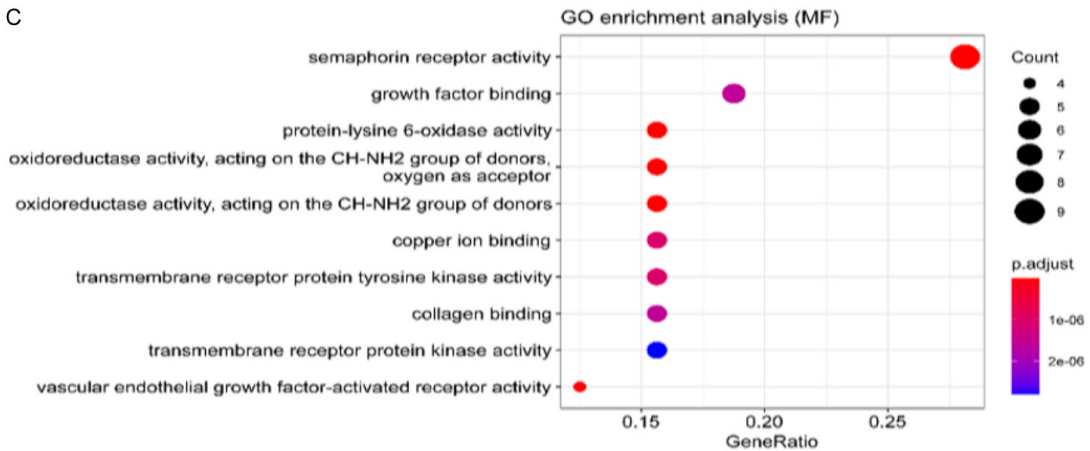 C
GO enrichment analysis (MF)
semaphorin receptor activity
growth factor binding
protein-lysine 6-oxidase activity
oxidoreductase activity, acting on the CH-NH2 group of donors,
oxygen as acceptor
oxidoreductase activity, acting on the CH-NH2 group of donors
copper ion binding
transmembrane receptor protein tyrosine kinase activity
collagen binding
transmembrane receptor protein kinase activity
vascular endothelial growth factor-activated receptor activity
0.15 0.20 0.25
GeneRatio
Count
4
5
6
7
8
9
p.adjust
1e-06
2e-06